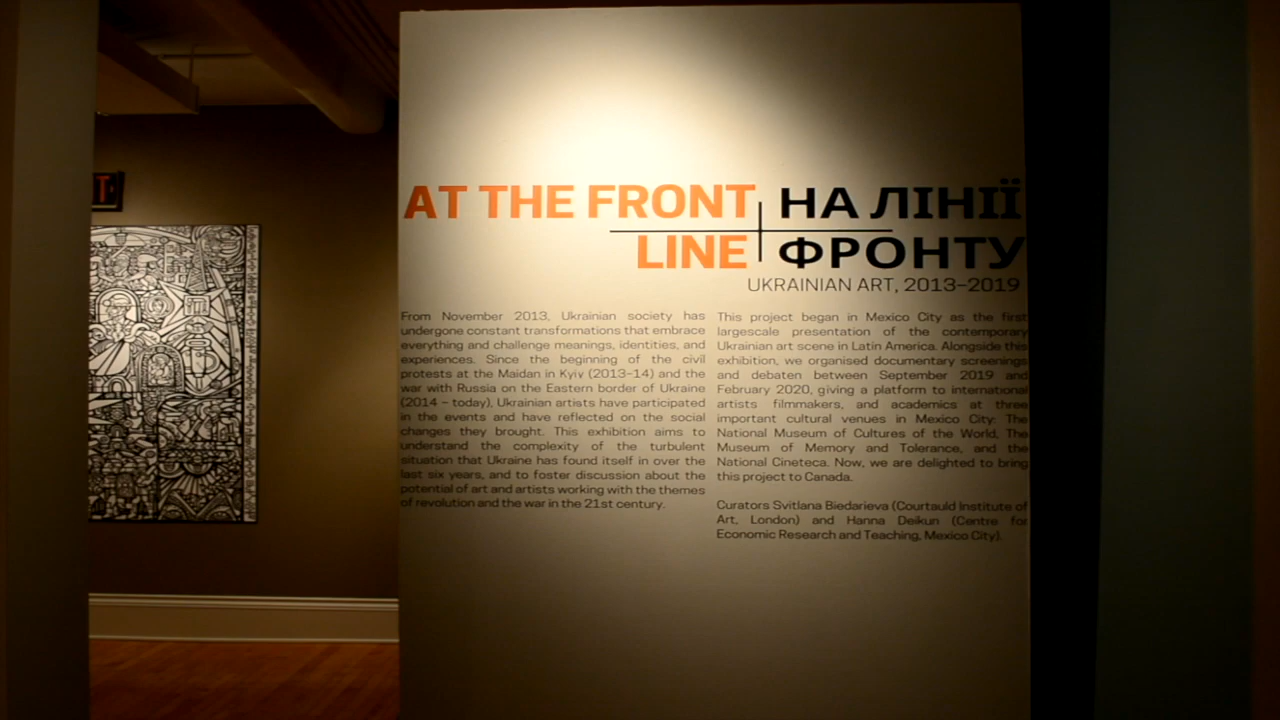 AT THE FRONT
LINE
НА ЛІНІЇ
ФРОНТУ
UKRAINIAN ART, 2013–2019
From November 2013, Ukrainian society has
undergone constant transformations that embrace
everything and challenge meanings, identities, and
experiences. Since the beginning of the civil
protests at the Maidan in Kyiv (2013–14) and the
war with Russia on the Eastern border of Ukraine
(2014 – today), Ukrainian artists have participated
in the events and have reflected on the social
changes they brought. This exhibition aims to
understand the complexity of the turbulent
situation that Ukraine has found itself in over the
last six years, and to foster discussion about the
potential of art and artists working with the themes
of revolution and the war in the 21st century.
This project began in Mexico City as the first
largescale presentation of the contemporary
Ukrainian art scene in Latin America. Alongside this
exhibition, we organised documentary screenings
and debaten between September 2019 and
February 2020, giving a platform to international
artists filmmakers, and academics at three
important cultural venues in Mexico City: The
National Museum of Cultures of the World, The
Museum of Memory and Tolerance, and the
National Cineteca. Now, we are delighted to bring
this project to Canada.
Curators Svitlana Biedarieva (Courtauld Institute of
Art, London) and Hanna Deikun (Centre for
Economic Research and Teaching, Mexico City).